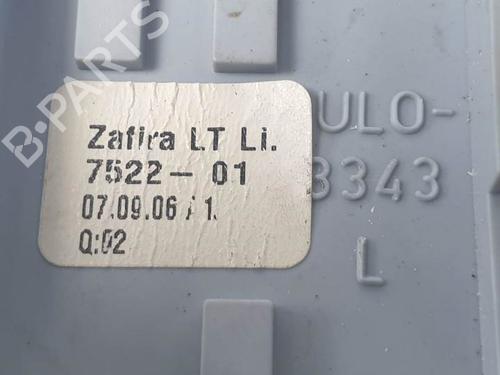 B-PARTS
Zafira LT Li.
7522-01
07.09.06 / 1.
Q:02
ULO-
3343
L